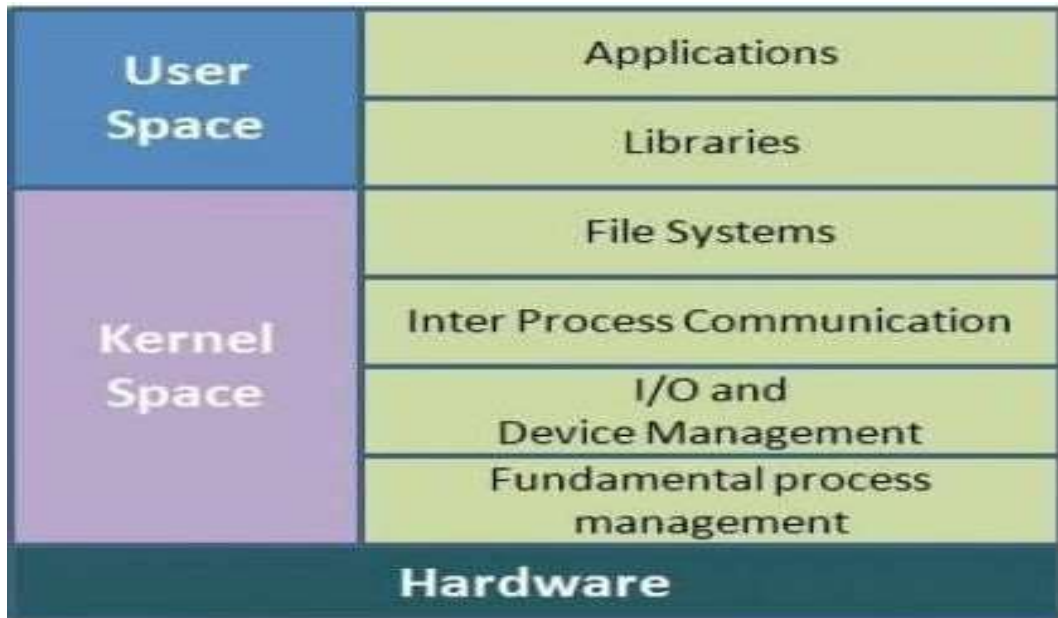 User
Space
Applications
Libraries
Kernel
Space
File Systems
Inter Process Communication
I/O and
Device Management
Fundamental process
management
Hardware